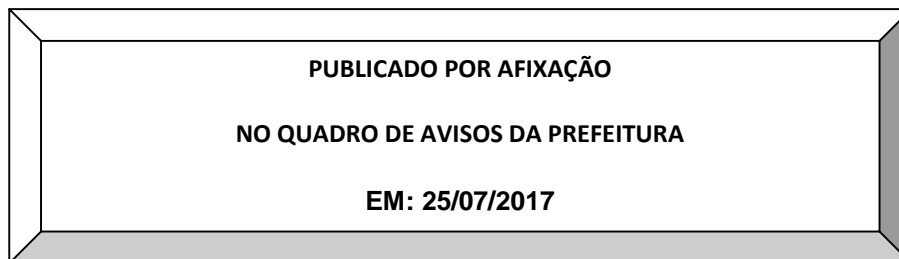 PUBLICADO POR AFIXAÇÃO
NO QUADRO DE AVISOS DA PREFEITURA
EM: 25/07/2017